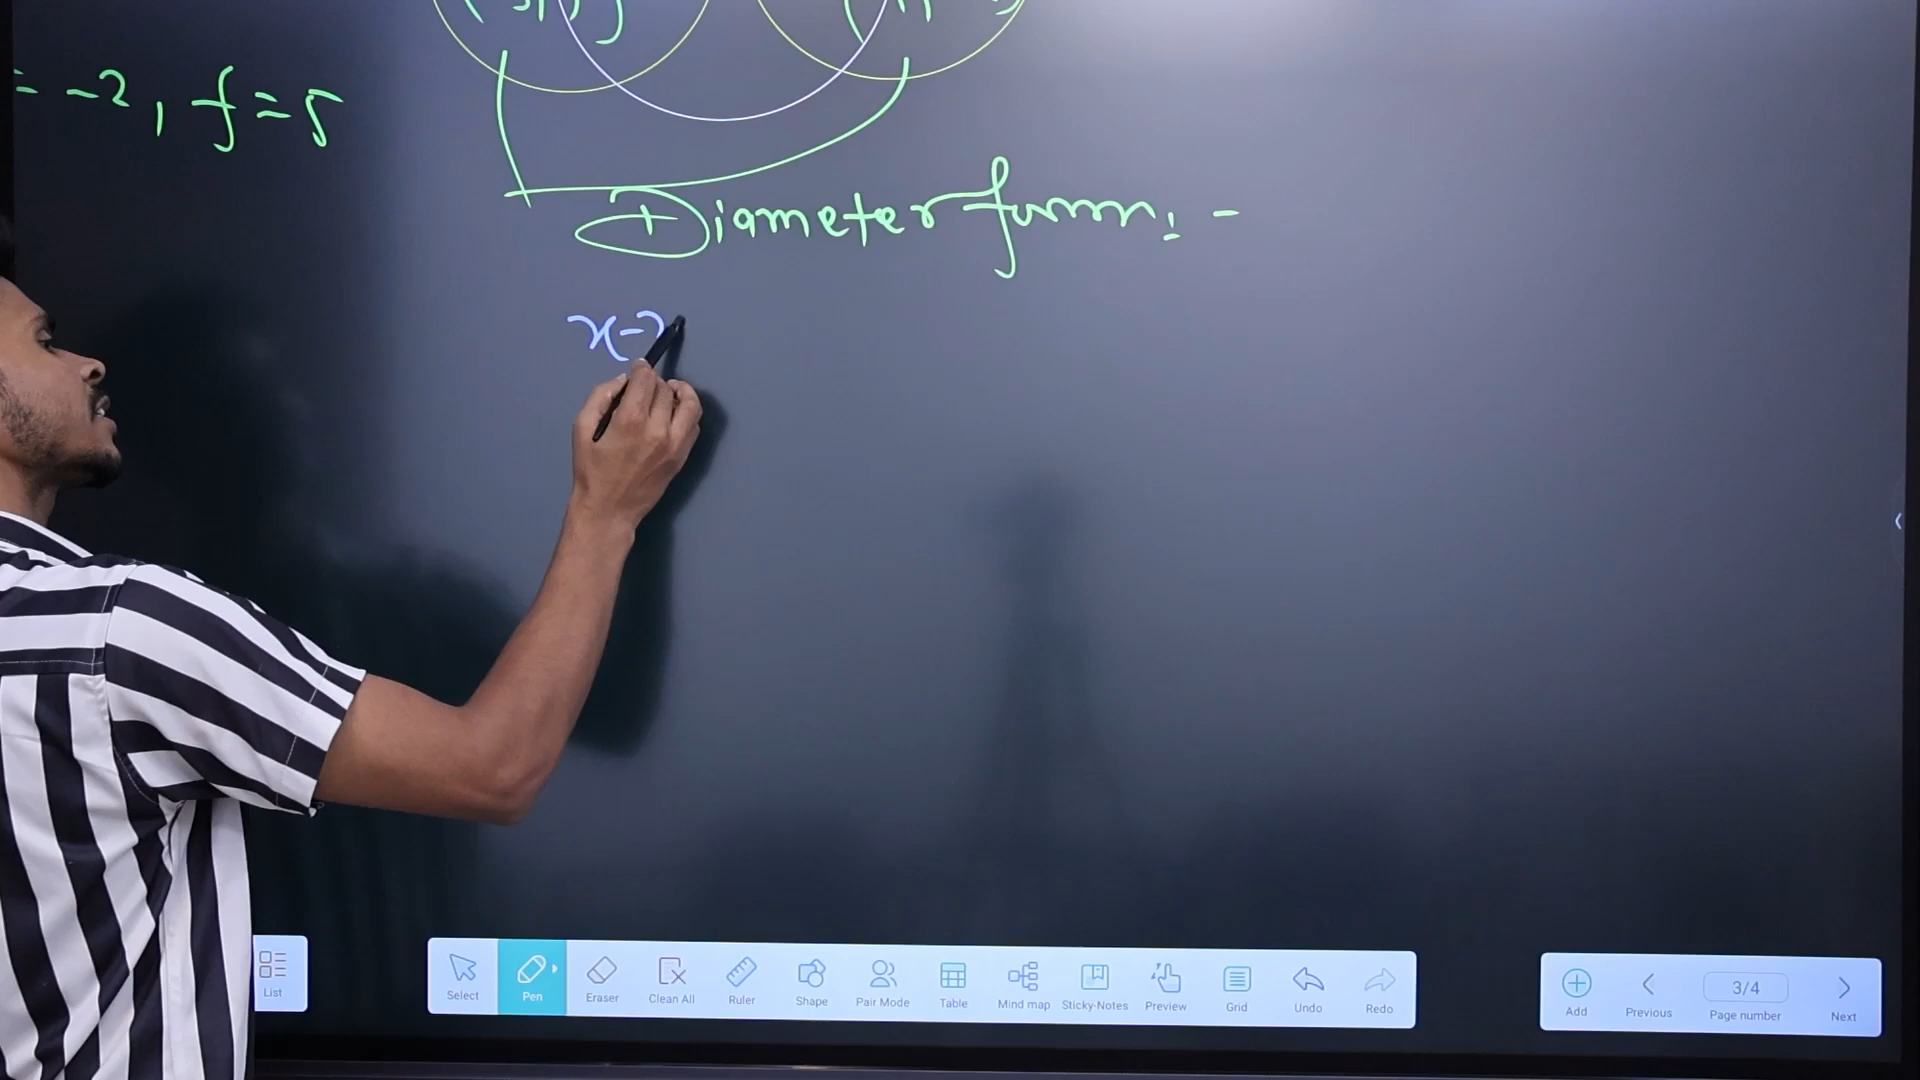 = -2, f = 5
Diameter form: -
x-x
List
Select
Pen
Eraser
Clean All
Ruler
Shape
Pair Mode
Table
Mind map
Sticky-Notes
Preview
Grid
Undo
Redo
Add
Previous
3/4
Page number
Next